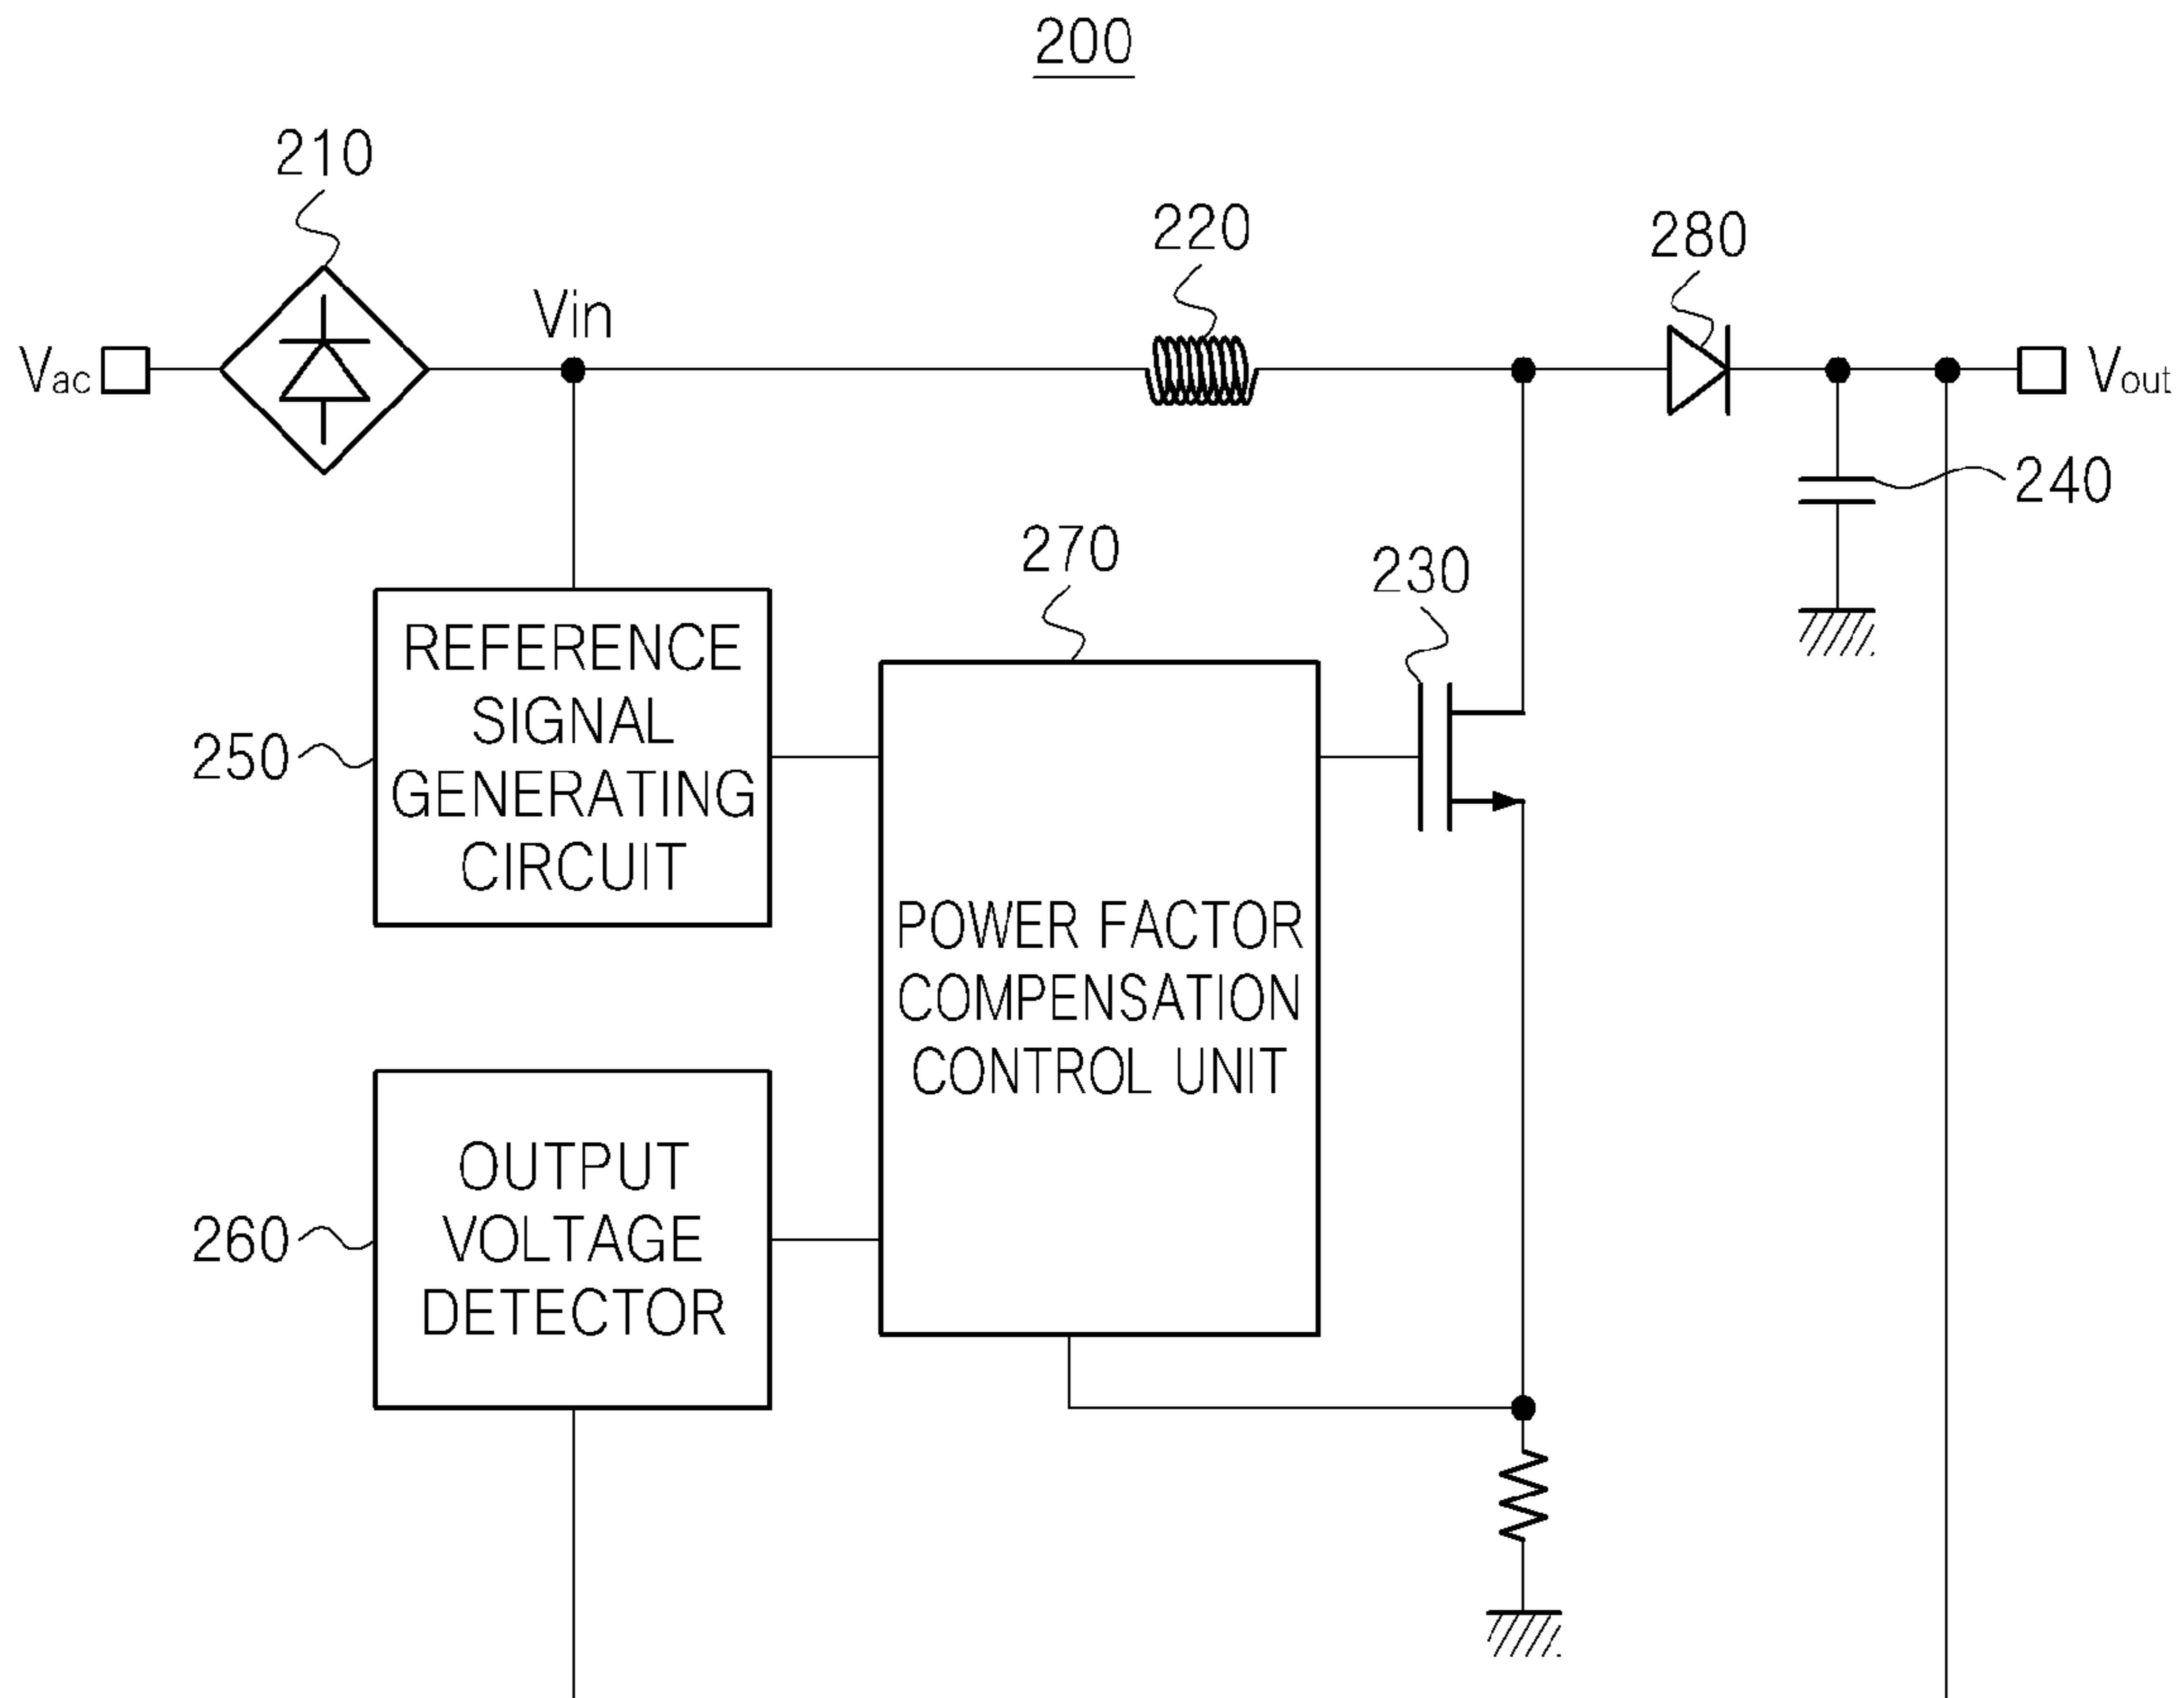 200
210
220
280
Vin
Vac
Vout
240
270
230
REFERENCE
SIGNAL
GENERATING
CIRCUIT
250
POWER FACTOR
COMPENSATION
CONTROL UNIT
OUTPUT
VOLTAGE
DETECTOR
260